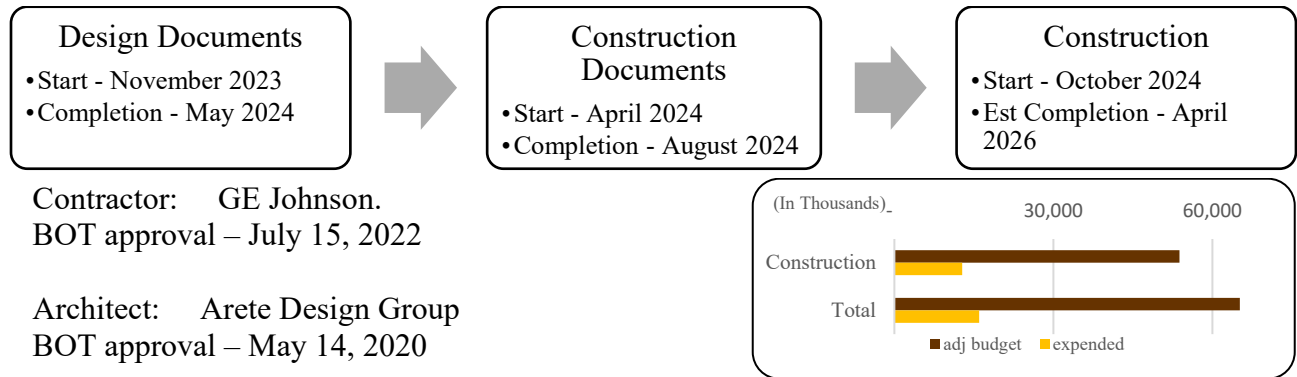 Design Documents
•Start - November 2023
•Completion - May 2024
Construction
Documents
•Start - April 2024
•Completion - August 2024
Construction
•Start - October 2024
•Est Completion - April
2026
Contractor: GE Johnson.
BOT approval – July 15, 2022
Architect: Arete Design Group
BOT approval – May 14, 2020
(In Thousands)
- 30,000 60,000
Construction
Total
adj budget expended